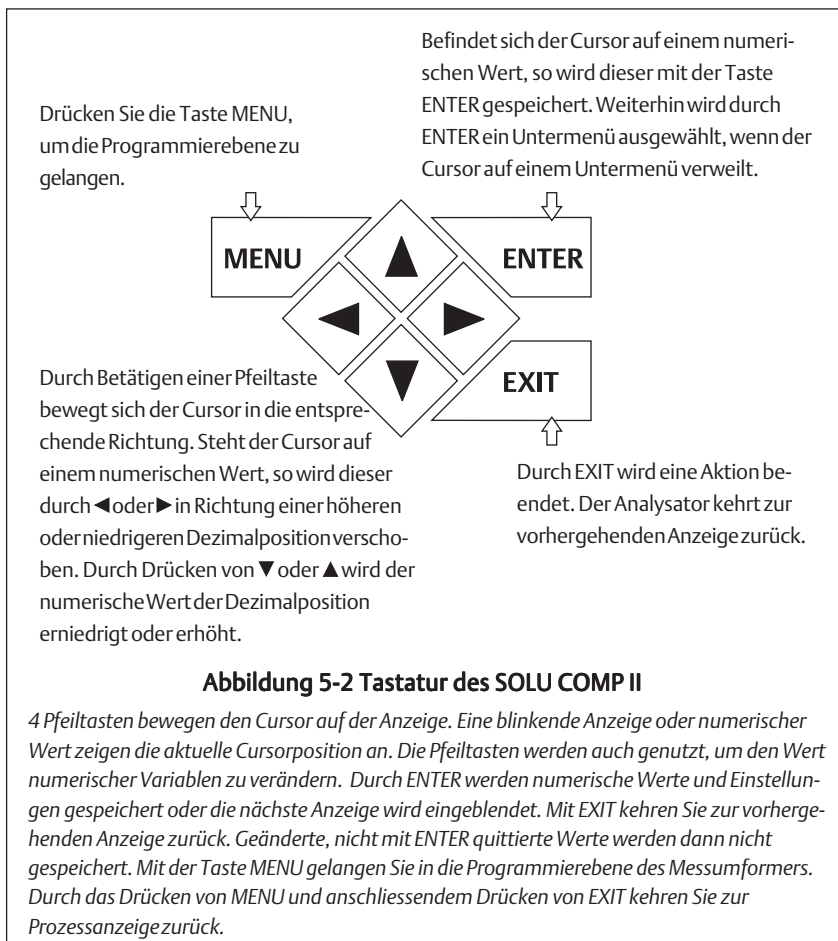 Befindet sich der Cursor auf einem numeri-
schen Wert, so wird dieser mit der Taste
ENTER gespeichert. Weiterhin wird durch
ENTER ein Untermenü ausgewählt, wenn der
Cursor auf einem Untermenü verweilt.
Drücken Sie die Taste MENU,
um die Programmierebene zu
gelangen.
MENU
▲
ENTER
◀
▶
▼
EXIT
Durch Betätigen einer Pfeiltaste
bewegt sich der Cursor in die entspre-
chende Richtung. Steht der Cursor auf
einem numerischen Wert, so wird dieser
durch ◀ oder ▶ in Richtung einer höheren
oder niedrigeren Dezimalposition verscho-
ben. Durch Drücken von ▼ oder ▲ wird der
numerische Wert der Dezimalposition
erniedrigt oder erhöht.
Durch EXIT wird eine Aktion be-
endet. Der Analysator kehrt zur
vorhergehenden Anzeige zurück.
Abbildung 5-2 Tastatur des SOLU COMP II
4 Pfeiltasten bewegen den Cursor auf der Anzeige. Eine blinkende Anzeige oder numerischer
Wert zeigen die aktuelle Cursorposition an. Die Pfeiltasten werden auch genutzt, um den Wert
numerischer Variablen zu verändern. Durch ENTER werden numerische Werte und Einstellun-
gen gespeichert oder die nächste Anzeige wird eingeblendet. Mit EXIT kehren Sie zur vorherge-
henden Anzeige zurück. Geänderte, nicht mit ENTER quittierte Werte werden dann nicht
gespeichert. Mit der Taste MENU gelangen Sie in die Programmierebene des Messumformers.
Durch das Drücken von MENU und anschliessendem Drücken von EXIT kehren Sie zur
Prozessanzeige zurück.